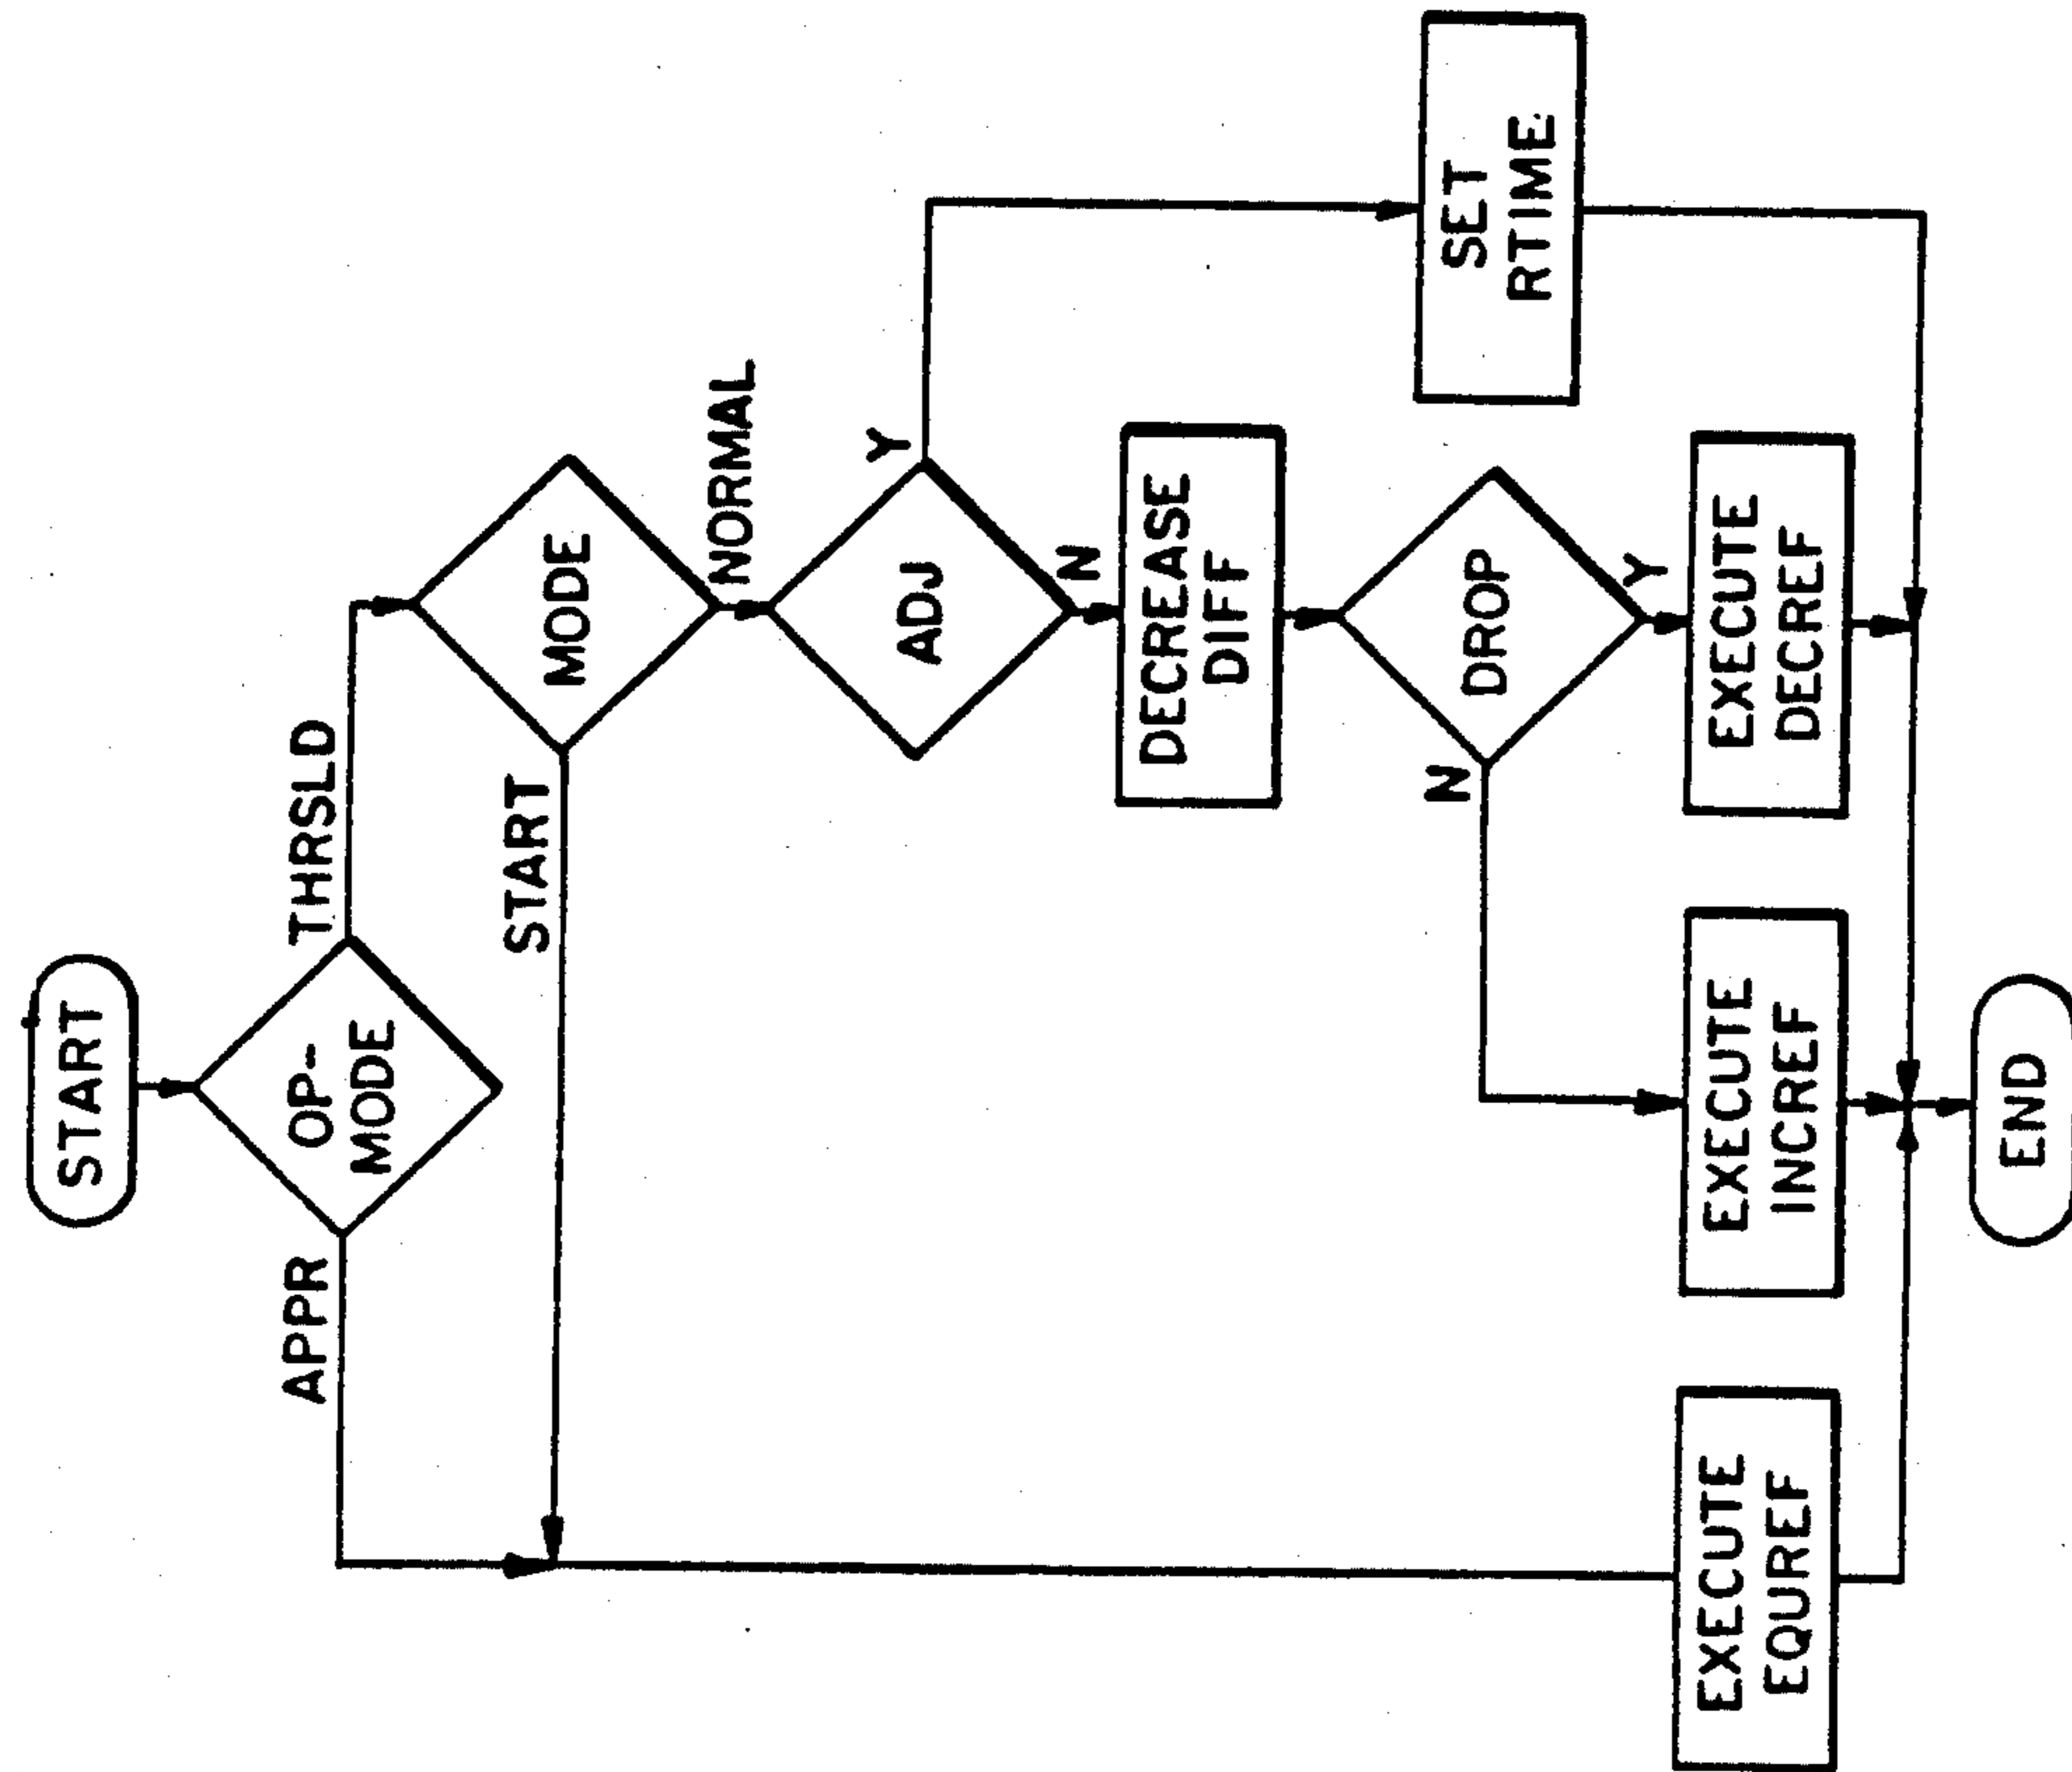 START
OP-
MODE
APPR
THRSLD
MODE
START
NORMAL
ADJ
Y
N
DECREASE
DIFF
SET
RTIME
DROP
N
Y
EXECUTE
EQUREF
EXECUTE
INCREF
EXECUTE
DECREF
END